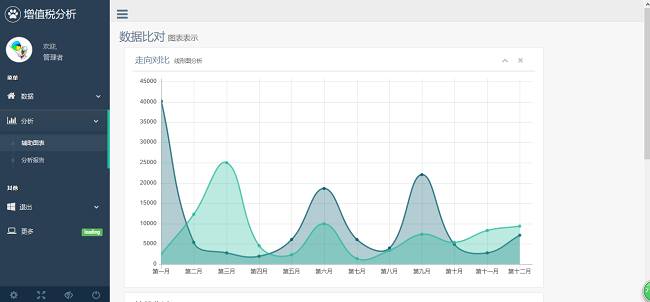 增值税分析
欢迎,
管理者
菜单
数据
分析
辅助图表
分析报告
其他
退出
更多
loading
数据比对 图表表示
走向对比 线形图分析
45000
40000
35000
30000
25000
20000
15000
10000
5000
0
第一月 第二月 第三月 第四月 第五月 第六月 第七月 第八月 第九月 第十月 第十一月 第十二月